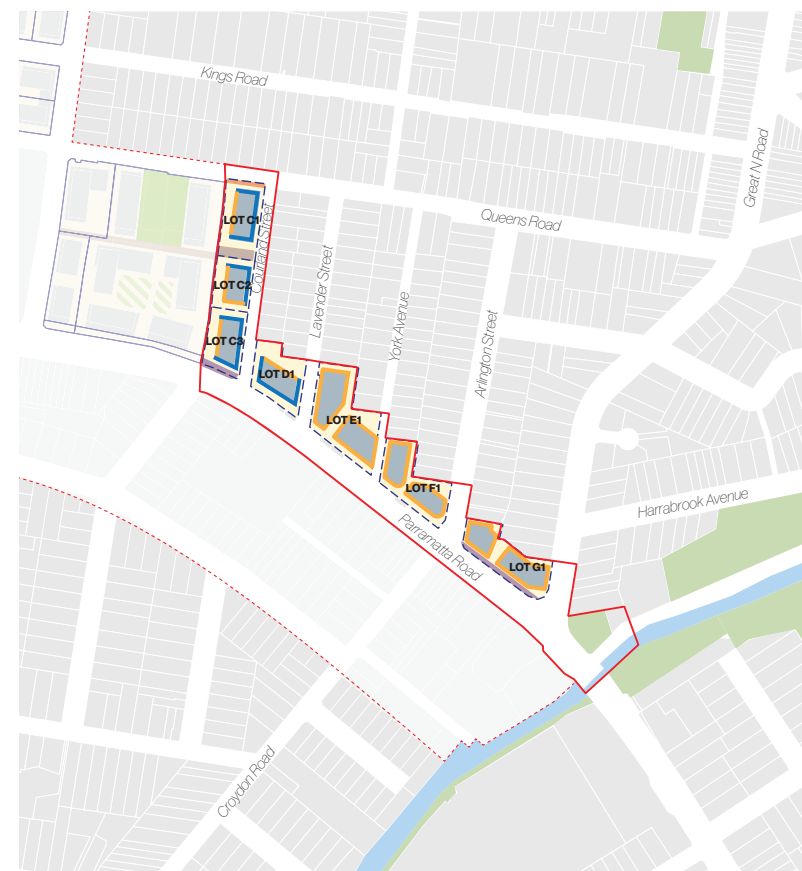 Kings Road
Great N Road
Queens Road
LOT C1
Courland Street
Lavender Street
LOT C2
York Avenue
Arlington Street
LOT C3
LOT D1
LOT E1
LOT F1
Harrabrook Avenue
Parramatta Road
LOT G1
Croydon Road